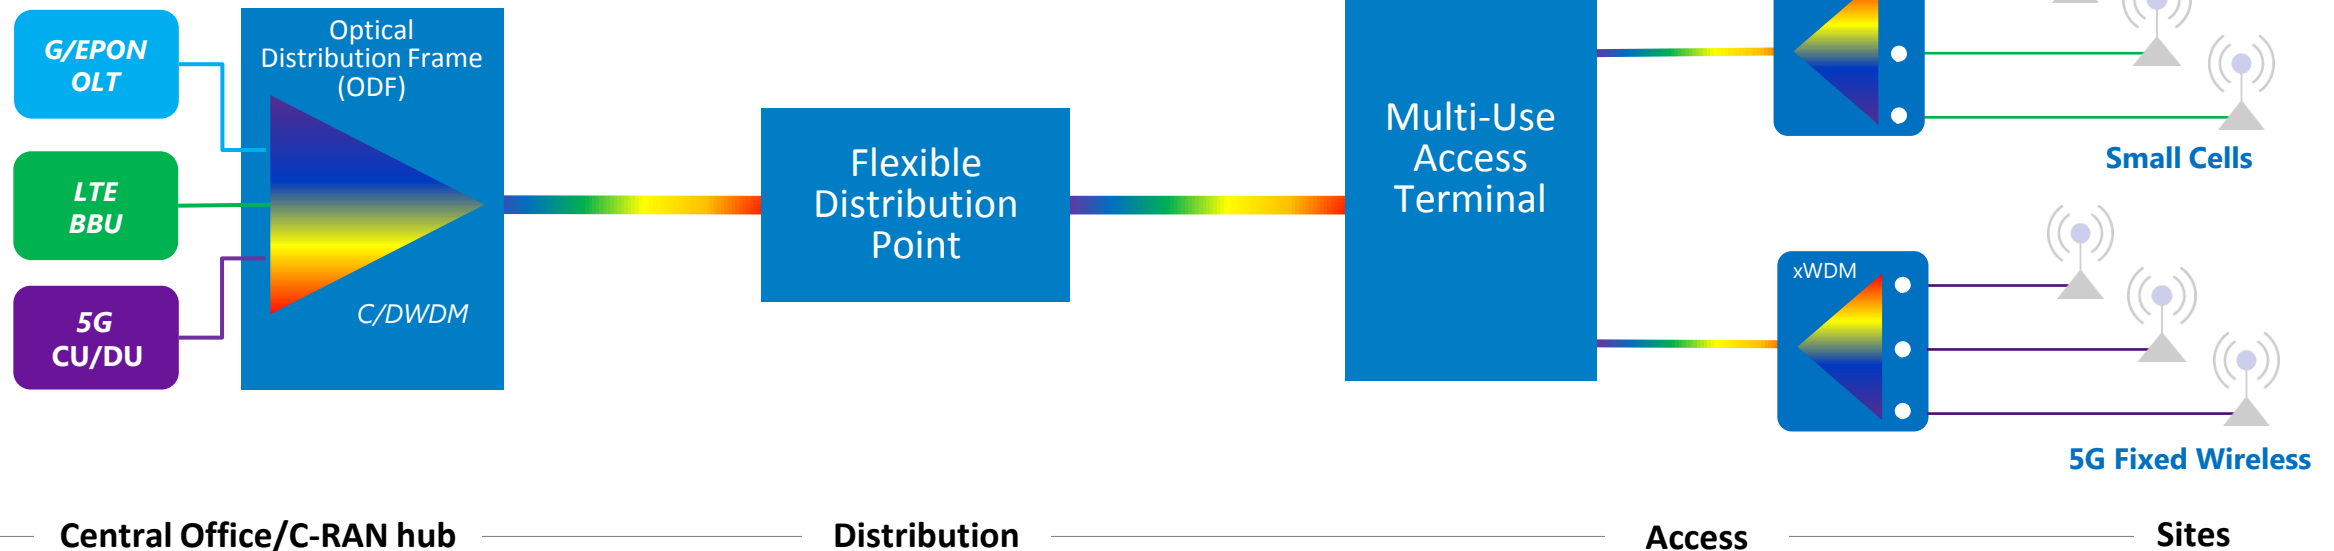 G/EPON
OLT
LTE
BBU
5G
CU/DU
Optical
Distribution Frame
(ODF)
C/DWDM
Flexible
Distribution
Point
Multi-Use
Access
Terminal
Small Cells
xWDM
5G Fixed Wireless
Central Office/C-RAN hub
Distribution
Access
Sites